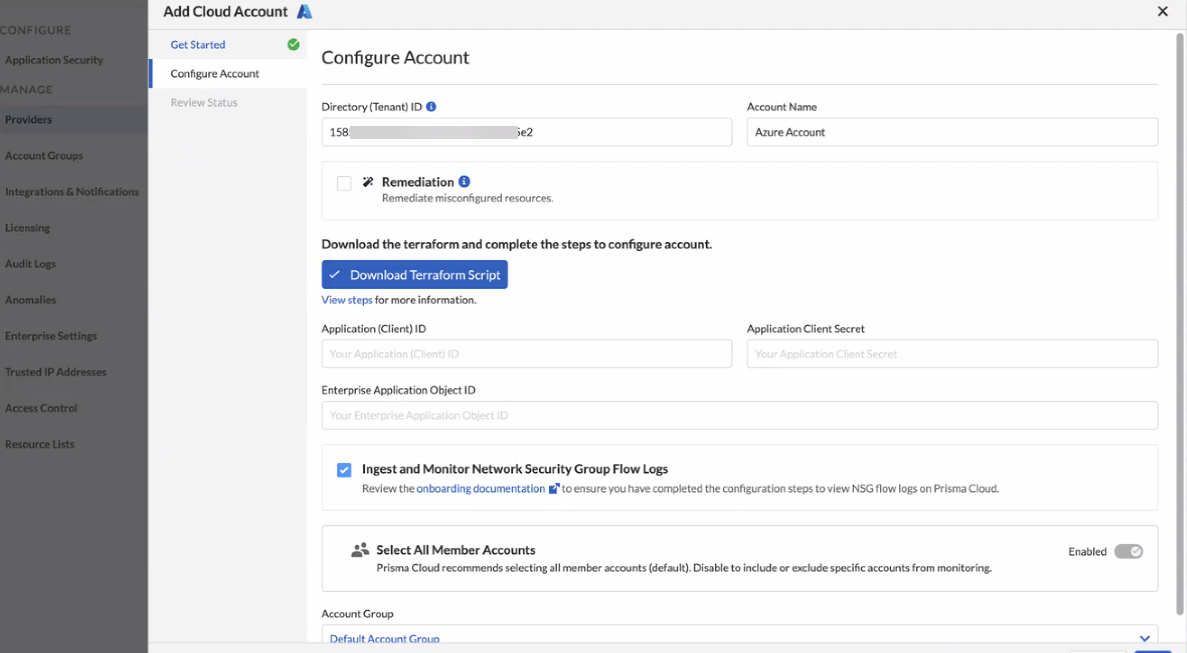 Add Cloud Account
CONFIGURE
Application Security
MANAGE
Providers
Account Groups
Integrations & Notifications
Licensing
Audit Logs
Anomalies
Enterprise Settings
Trusted IP Addresses
Access Control
Resource Lists
Get Started
Configure Account
Review Status
Configure Account
Directory (Tenant) ID
Account Name
158 5e2
Azure Account
Remediation
Remediate misconfigured resources.
Download the terraform and complete the steps to configure account.
Download Terraform Script
View steps for more information.
Application (Client) ID
Application Client Secret
Your Application (Client) ID
Your Application Client Secret
Enterprise Application Object ID
Your Enterprise Application Object ID
Ingest and Monitor Network Security Group Flow Logs
Review the onboarding documentation to ensure you have completed the configuration steps to view NSG flow logs on Prisma Cloud.
Select All Member Accounts
Enabled
Prisma Cloud recommends selecting all member accounts (default). Disable to include or exclude specific accounts from monitoring.
Account Group
Default Account Group